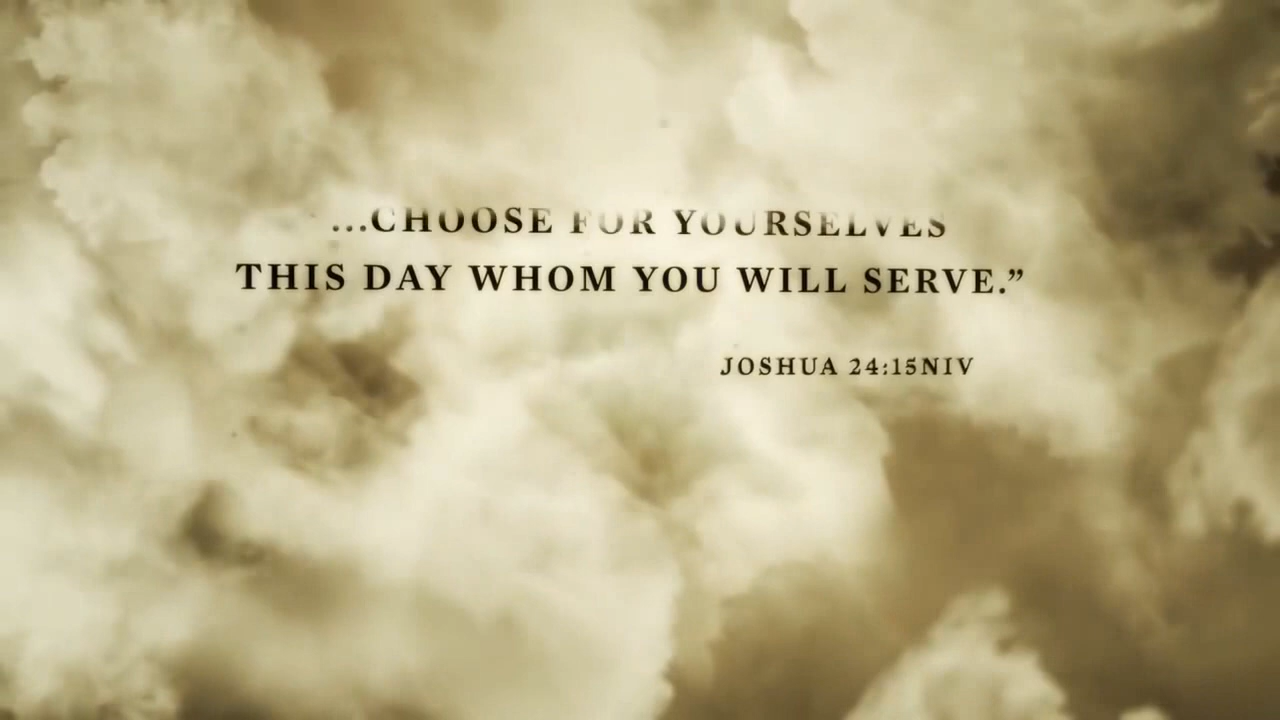 ...CHOOSE FOR YOURSELVES
THIS DAY WHOM YOU WILL SERVE.”
JOSHUA 24:15NIV